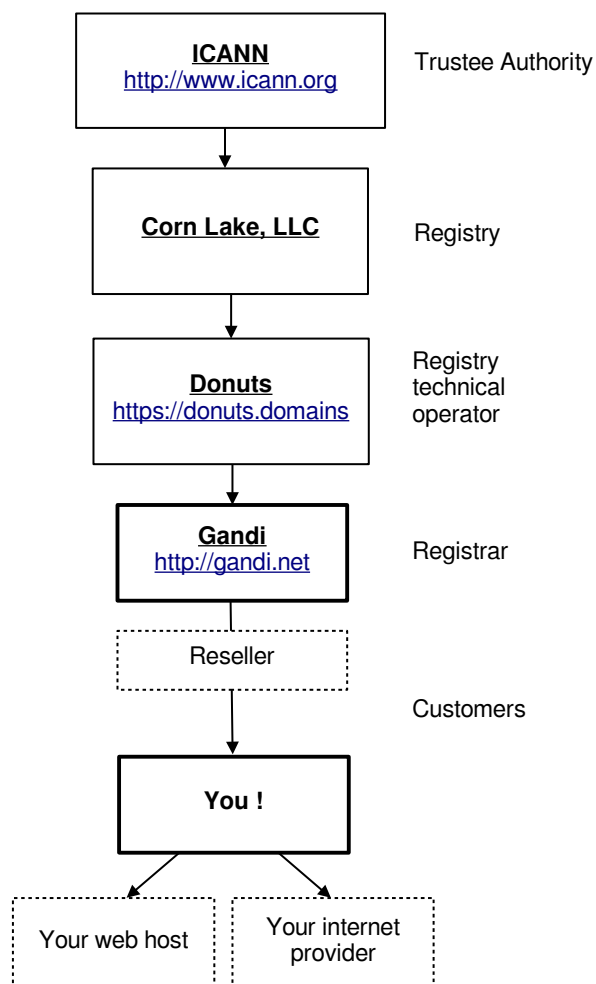 ICANN
http://www.icann.org
Trustee Authority
Corn Lake, LLC
Registry
Donuts
https://donuts.domains
Registry
technical
operator
Gandi
http://gandi.net
Registrar
Reseller
Customers
You !
Your web host
Your internet
provider